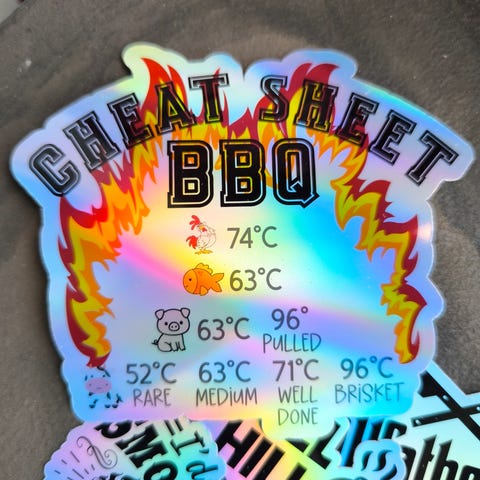 CHEAT SHEET
BBQ
74°C
63°C
63°C 96°
PULLED
52°C 63°C 71°C 96°C
RARE MEDIUM WELL BRISKET
DONE
I'd